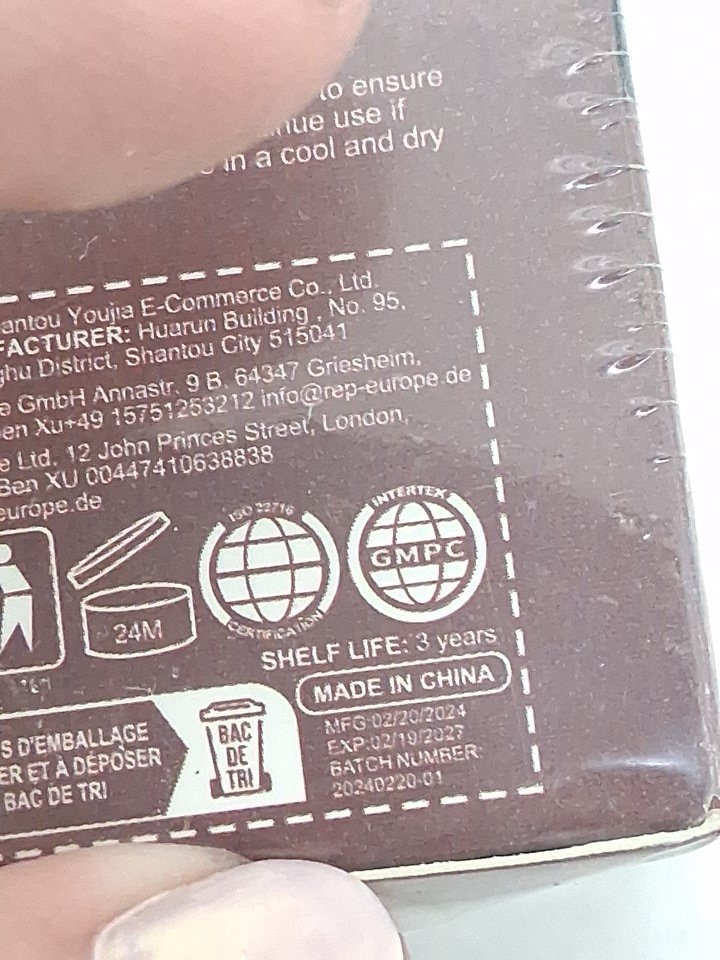 to ensure
use if
in a cool and dry
antou Youjia E-Commerce Co., Ltd.
FACTURER: Huarun Building , No. 95,
ghu District, Shantou City 515041
e GmbH Annastr. 9 B, 64347 Griesheim,
en Xu+49 15751253212 info@rep-europe.de
e Ltd, 12 John Princes Street, London,
Ben XU 00447410638838
europe.de
ISO 22716
CERTIFICATION
INTERTEK
GMPC
24M
SHELF LIFE: 3 years
MADE IN CHINA
MFG:02/20/2024
EXP:02/19/2027
BATCH NUMBER:
20240220-01
S D'EMBALLAGE
ER ET À DÉPOSER
BAC DE TRI
BAC
DE
TRI